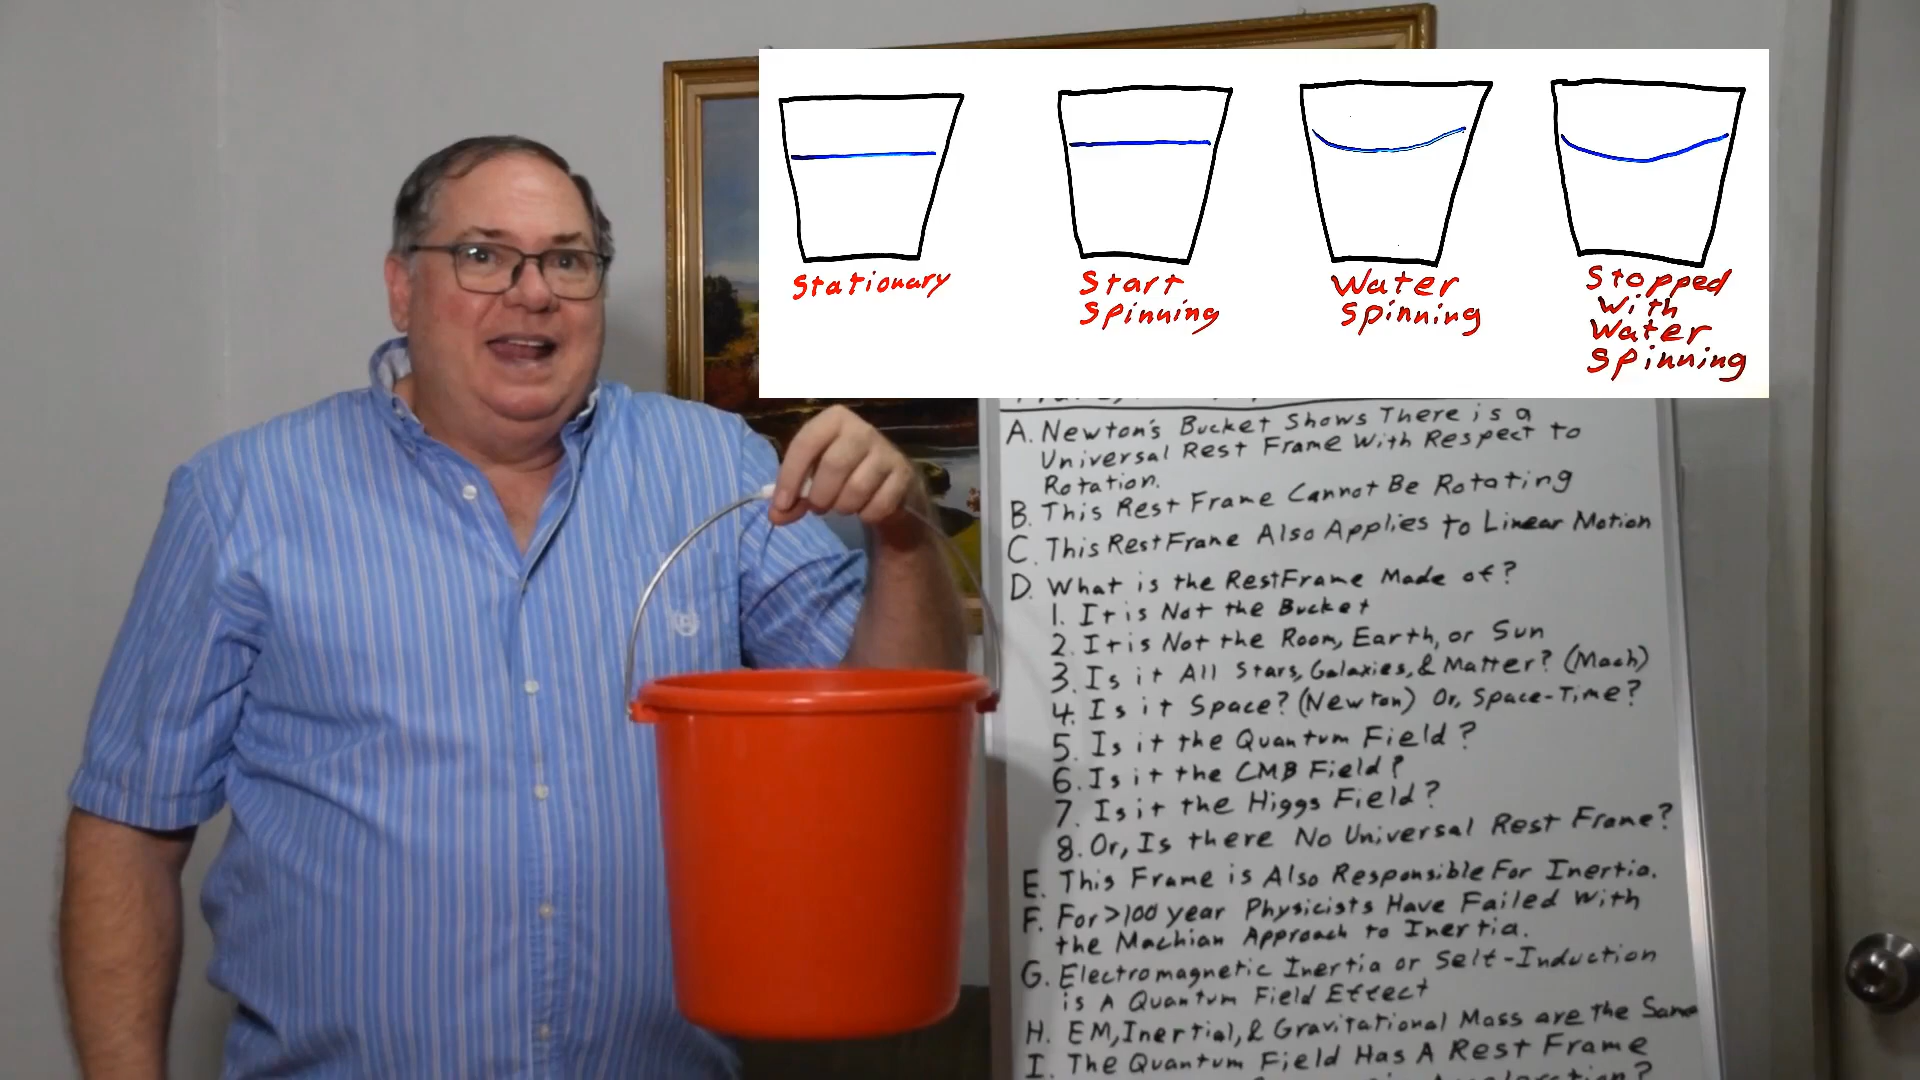 Stationary
Start
Spinning
Water
Spinning
Stopped
With
Water
Spinning
A. Newton's Bucket Shows There is a
Universal Rest Frame With Respect to
Rotation.
B. This Rest Frame Cannot Be Rotating
C. This Rest Frame Also Applies to Linear Motion
D. What is the Rest Frame Made of?
1. It is Not the Bucket
2. It is Not the Room, Earth, or Sun
3. Is it All Stars, Galaxies, & Matter? (Mach)
4. Is it Space? (Newton) Or, Space-Time?
5. Is it the Quantum Field?
6. Is it the CMB Field?
7. Is it the Higgs Field?
8. Or, Is there No Universal Rest Frame?
E. This Frame is Also Responsible For Inertia.
F. For >100 year Physicists Have Failed With
the Machian Approach to Inertia.
G. Electromagnetic Inertia or Self-Induction
is A Quantum Field Effect
H. EM, Inertial, & Gravitational Mass are the Same
I. The Quantum Field Has A Rest Frame